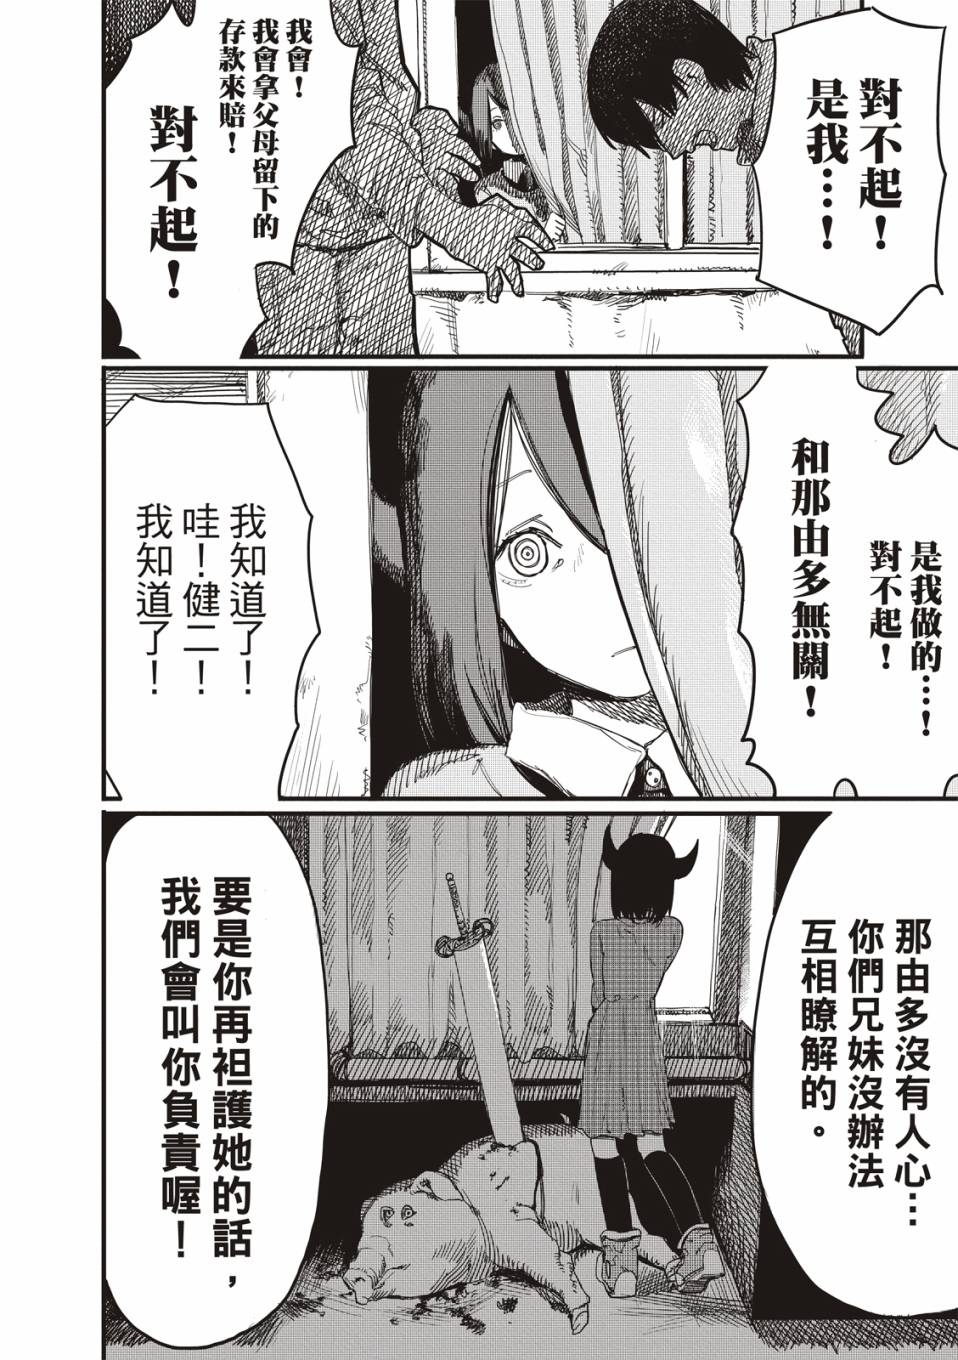 對不起！
是我…！
我會！
我會拿父母留下的
存款來賠！
對不起！
是我做的…！
對不起！
和那由多無關！
我知道了！
哇！健二！
我知道了！
那由多沒有人心…
你們兄妹沒辦法
互相瞭解的。
要是你再袒護她的話，
我們會叫你負責喔！